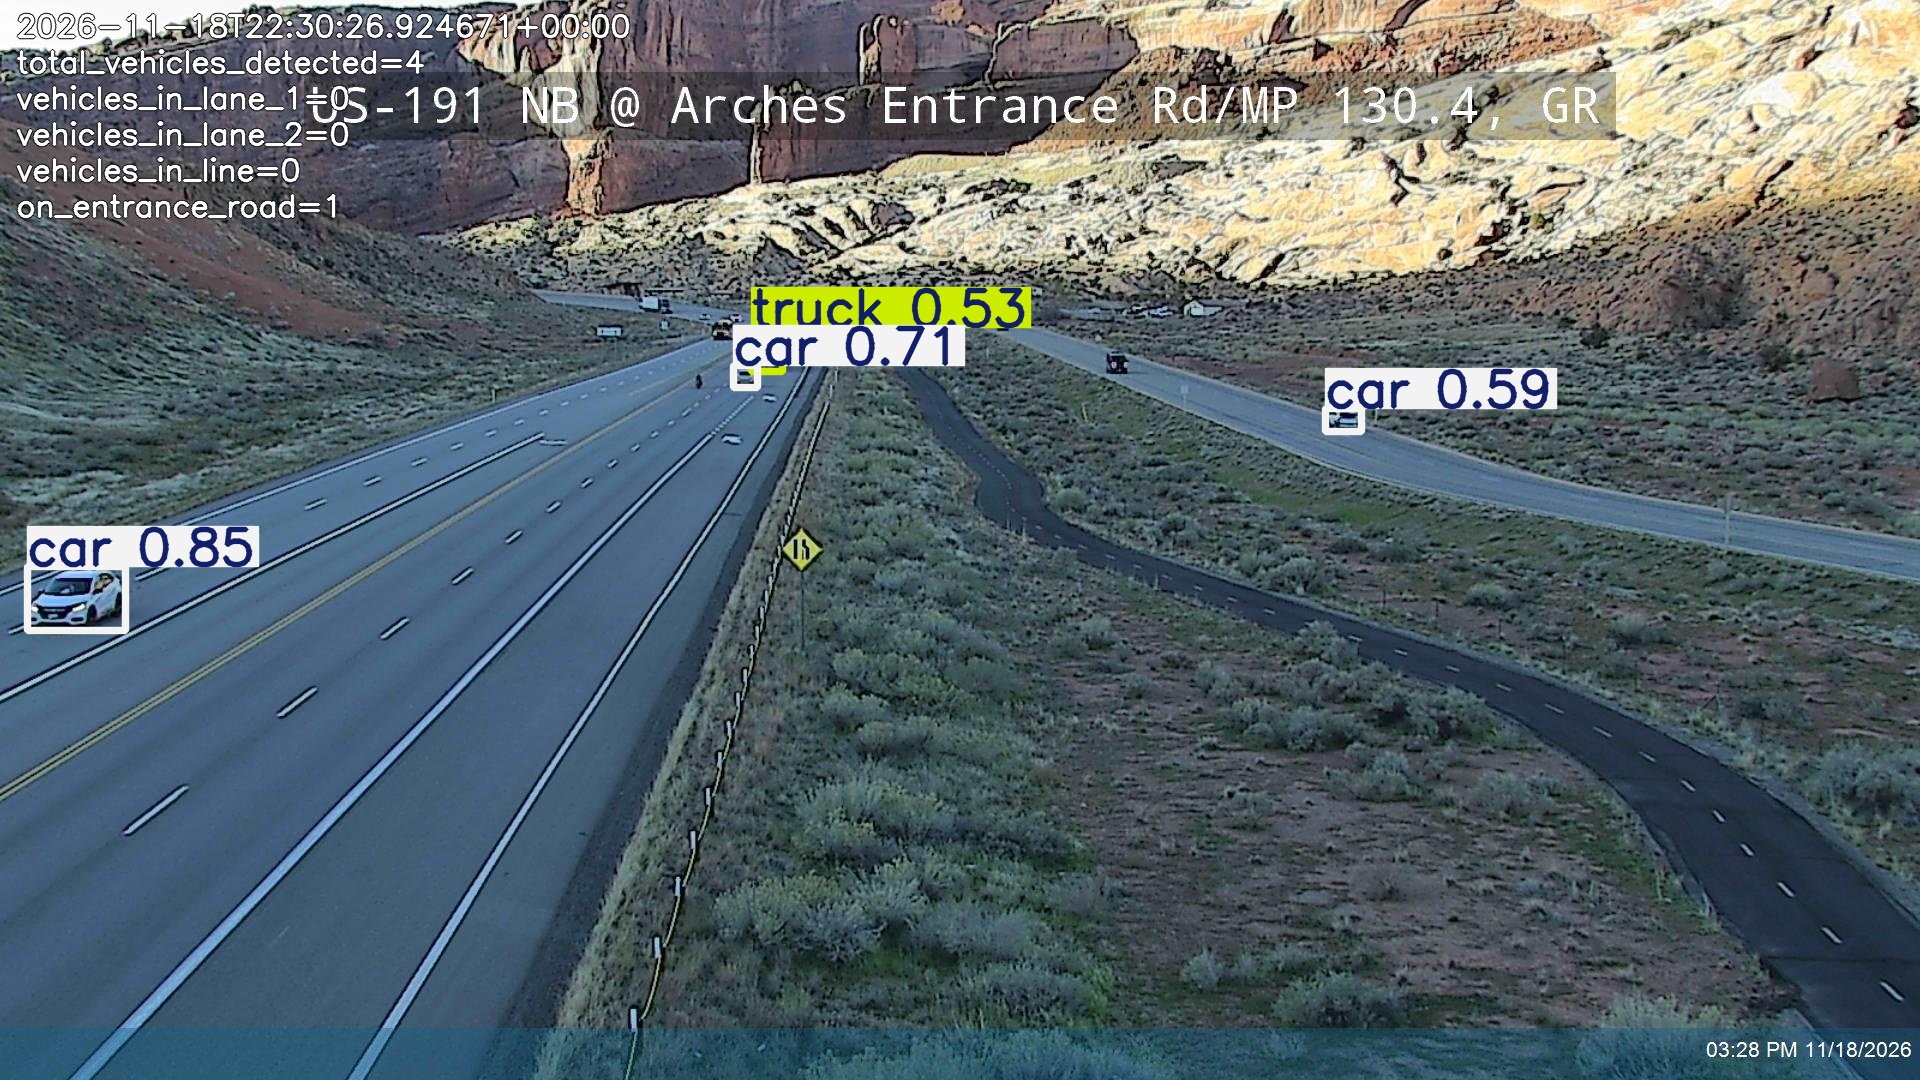 2026-11-18T22:30:26.924671+00:00
total_vehicles_detected=4
vehicles_in_lane_1=0
US-191 NB @ Arches Entrance Rd/MP 130.4, GR
vehicles_in_lane_2=0
vehicles_in_line=0
on_entrance_road=1
truck 0.53
car 0.71
car 0.59
car 0.85
03:28 PM 11/18/2026